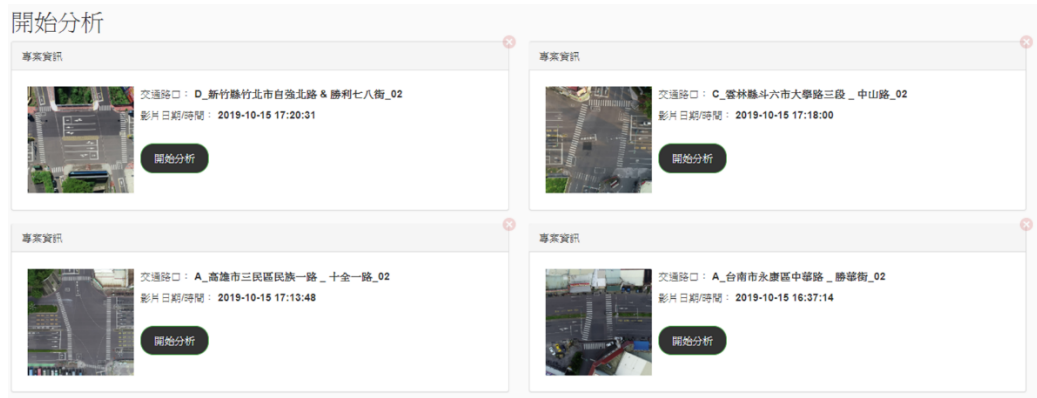 開始分析
專案資訊
交通路口： D_新竹縣竹北市自強北路 & 勝利七八街_02
影片日期/時間： 2019-10-15 17:20:31
開始分析
專案資訊
交通路口： C_雲林縣斗六市大學路三段 _ 中山路_02
影片日期/時間： 2019-10-15 17:18:00
開始分析
專案資訊
交通路口： A_高雄市三民區民族一路 _ 十全一路_02
影片日期/時間： 2019-10-15 17:13:48
開始分析
專案資訊
交通路口： A_台南市永康區中華路 _ 勝華街_02
影片日期/時間： 2019-10-15 16:37:14
開始分析